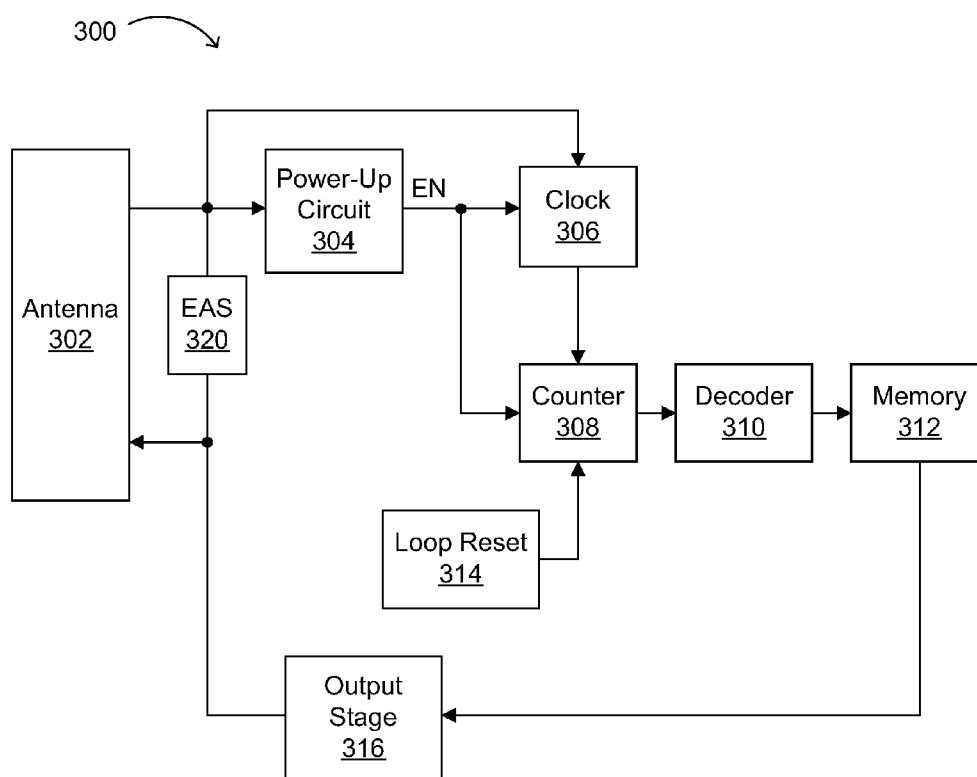 300
Power-Up
Circuit
304
EN
Clock
306
Antenna
302
EAS
320
Counter
308
Decoder
310
Memory
312
Loop Reset
314
Output
Stage
316